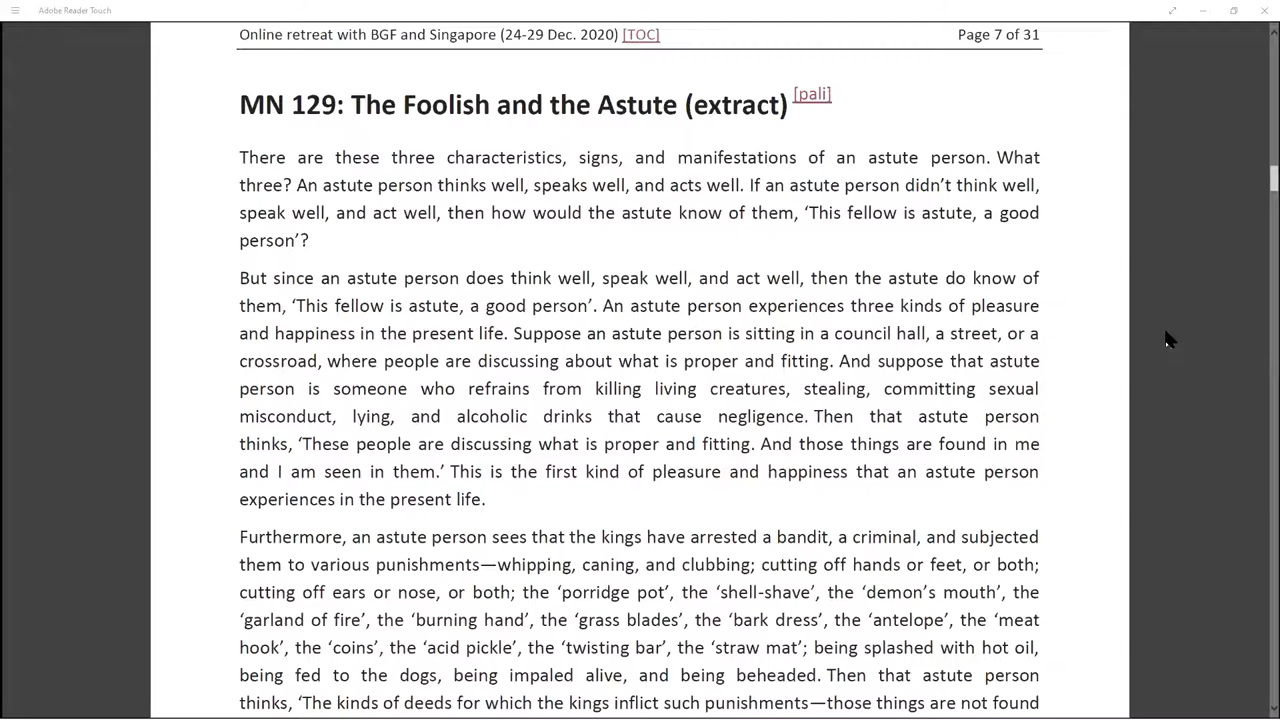 Adobe Reader Touch
Online retreat with BGF and Singapore (24-29 Dec. 2020) [TOC] Page 7 of 31
MN 129: The Foolish and the Astute (extract) [pali]
There are these three characteristics, signs, and manifestations of an astute person. What
three? An astute person thinks well, speaks well, and acts well. If an astute person didn’t think well,
speak well, and act well, then how would the astute know of them, ‘This fellow is astute, a good
person’?
But since an astute person does think well, speak well, and act well, then the astute do know of
them, ‘This fellow is astute, a good person’. An astute person experiences three kinds of pleasure
and happiness in the present life. Suppose an astute person is sitting in a council hall, a street, or a
crossroad, where people are discussing about what is proper and fitting. And suppose that astute
person is someone who refrains from killing living creatures, stealing, committing sexual
misconduct, lying, and alcoholic drinks that cause negligence. Then that astute person
thinks, ‘These people are discussing what is proper and fitting. And those things are found in me
and I am seen in them.’ This is the first kind of pleasure and happiness that an astute person
experiences in the present life.
Furthermore, an astute person sees that the kings have arrested a bandit, a criminal, and subjected
them to various punishments—whipping, caning, and clubbing; cutting off hands or feet, or both;
cutting off ears or nose, or both; the ‘porridge pot’, the ‘shell-shave’, the ‘demon’s mouth’, the
‘garland of fire’, the ‘burning hand’, the ‘grass blades’, the ‘bark dress’, the ‘antelope’, the ‘meat
hook’, the ‘coins’, the ‘acid pickle’, the ‘twisting bar’, the ‘straw mat’; being splashed with hot oil,
being fed to the dogs, being impaled alive, and being beheaded. Then that astute person
thinks, ‘The kinds of deeds for which the kings inflict such punishments—those things are not found